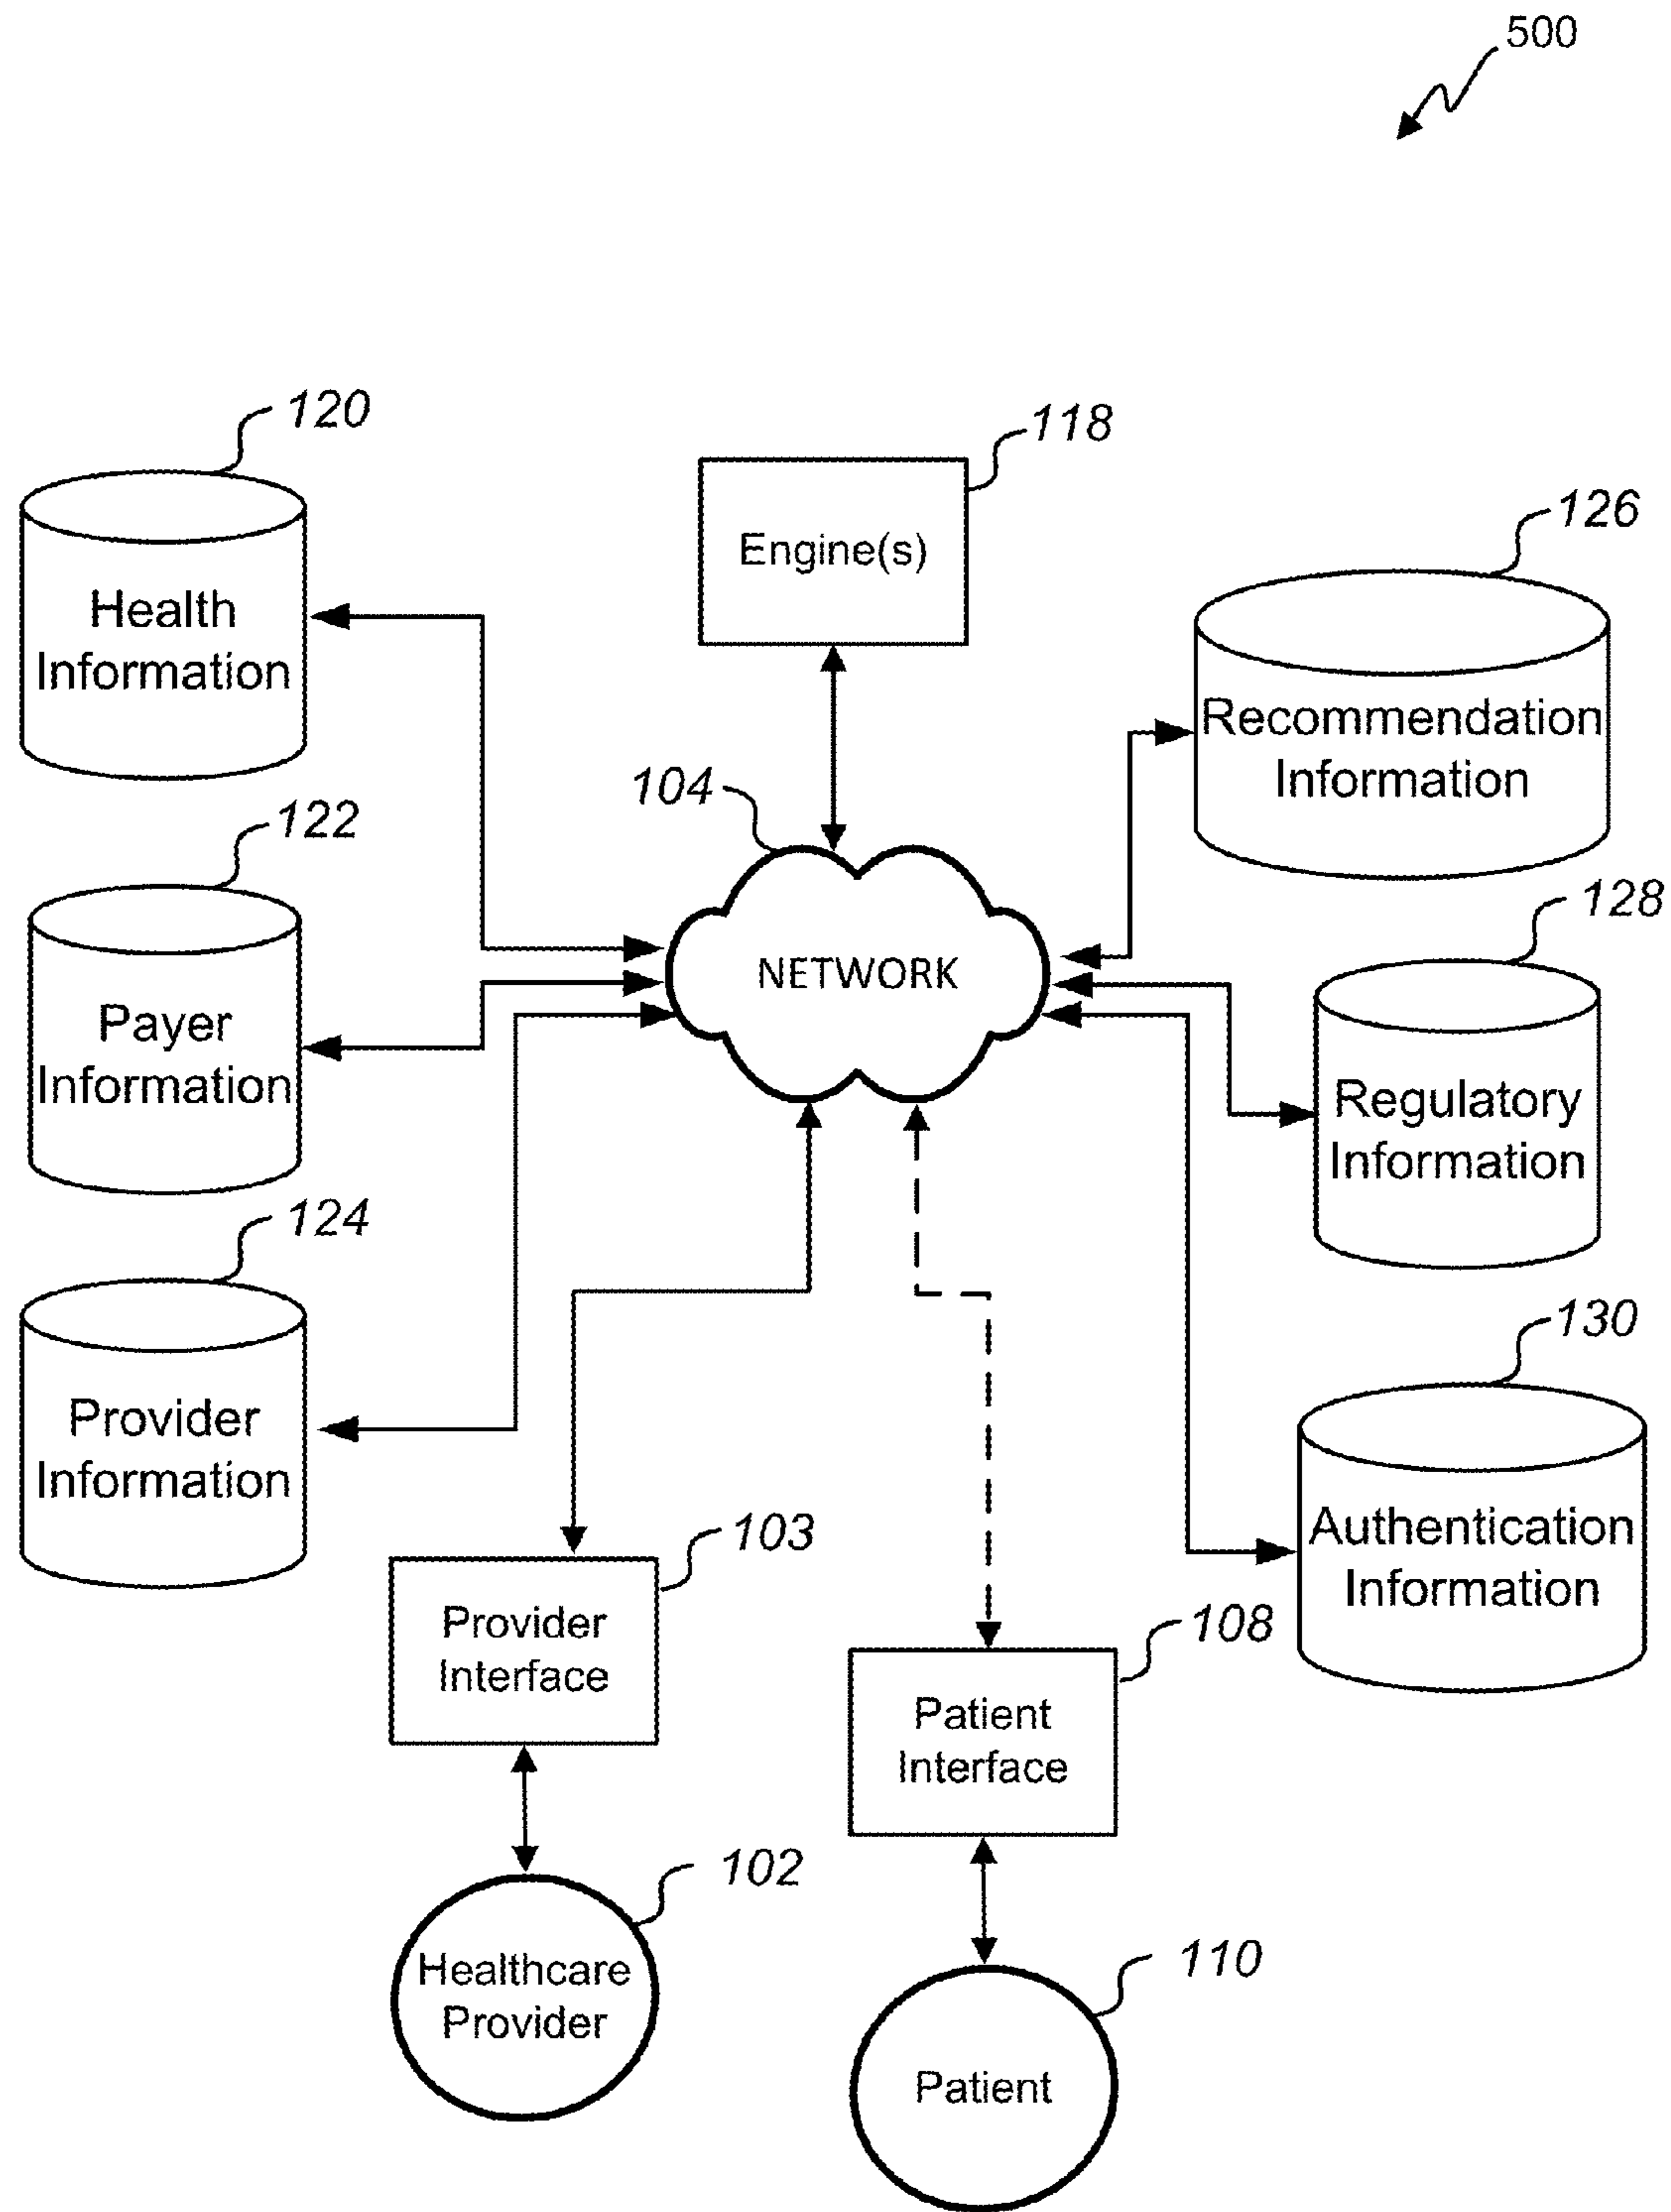 500
120
118
126
Engine(s)
Health
Information
Recommendation
Information
104
122
128
NETWORK
Payer
Information
Regulatory
Information
124
130
Provider
Information
103
Authentication
Information
Provider
Interface
108
Patient
Interface
102
Healthcare
Provider
110
Patient